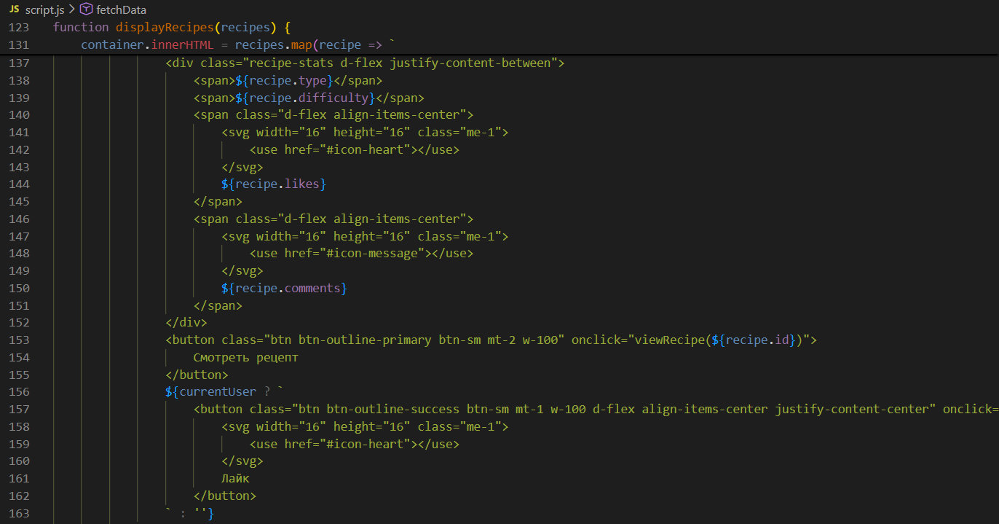 JS script.js > fetchData
123 function displayRecipes(recipes) {
131 container.innerHTML = recipes.map(recipe => `
137 <div class="recipe-stats d-flex justify-content-between">
138 <span>${recipe.type}</span>
139 <span>${recipe.difficulty}</span>
140 <span class="d-flex align-items-center">
141 <svg width="16" height="16" class="me-1">
142 <use href="#icon-heart"></use>
143 </svg>
144 ${recipe.likes}
145 </span>
146 <span class="d-flex align-items-center">
147 <svg width="16" height="16" class="me-1">
148 <use href="#icon-message"></use>
149 </svg>
150 ${recipe.comments}
151 </span>
152 </div>
153 <button class="btn btn-outline-primary btn-sm mt-2 w-100" onclick="viewRecipe(${recipe.id})">
154 Смотреть рецепт
155 </button>
156 ${currentUser ? `
157 <button class="btn btn-outline-success btn-sm mt-1 w-100 d-flex align-items-center justify-content-center" onclick=
158 <svg width="16" height="16" class="me-1">
159 <use href="#icon-heart"></use>
160 </svg>
161 Лайк
162 </button>
163 ` : ''}